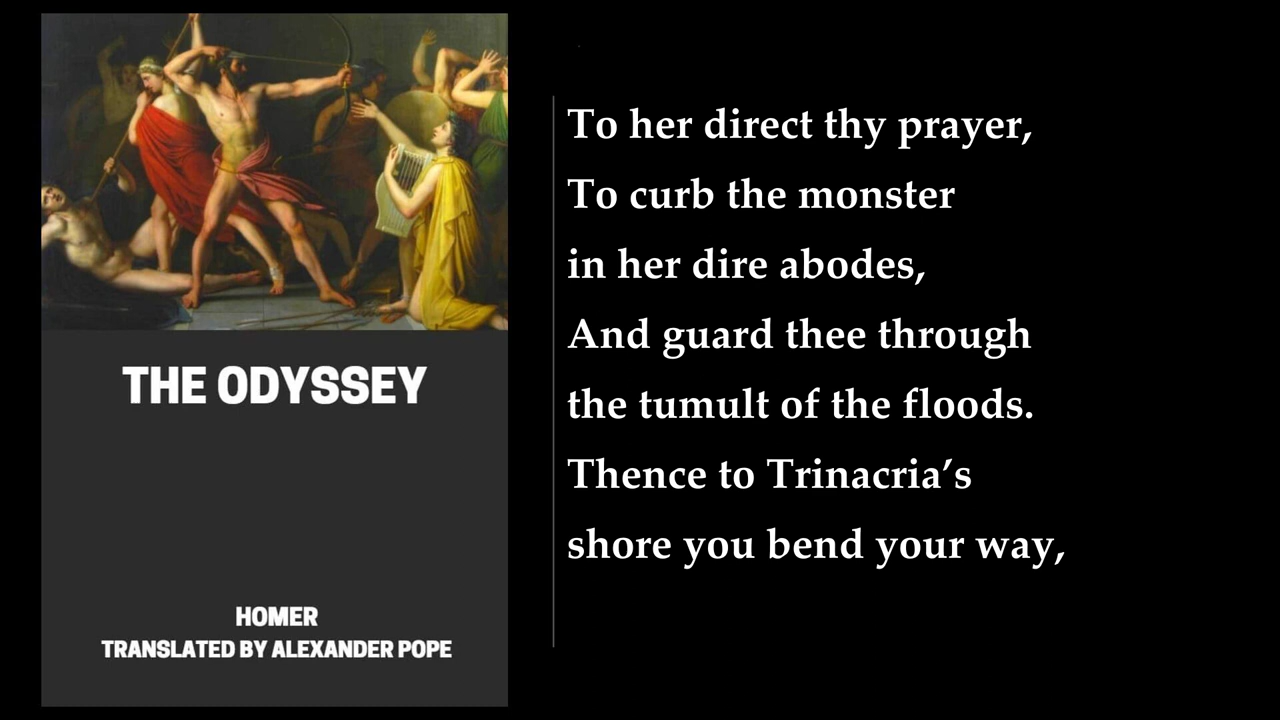 THE ODYSSEY
HOMER
TRANSLATED BY ALEXANDER POPE
To her direct thy prayer,
To curb the monster
in her dire abodes,
And guard thee through
the tumult of the floods.
Thence to Trinacria’s
shore you bend your way,